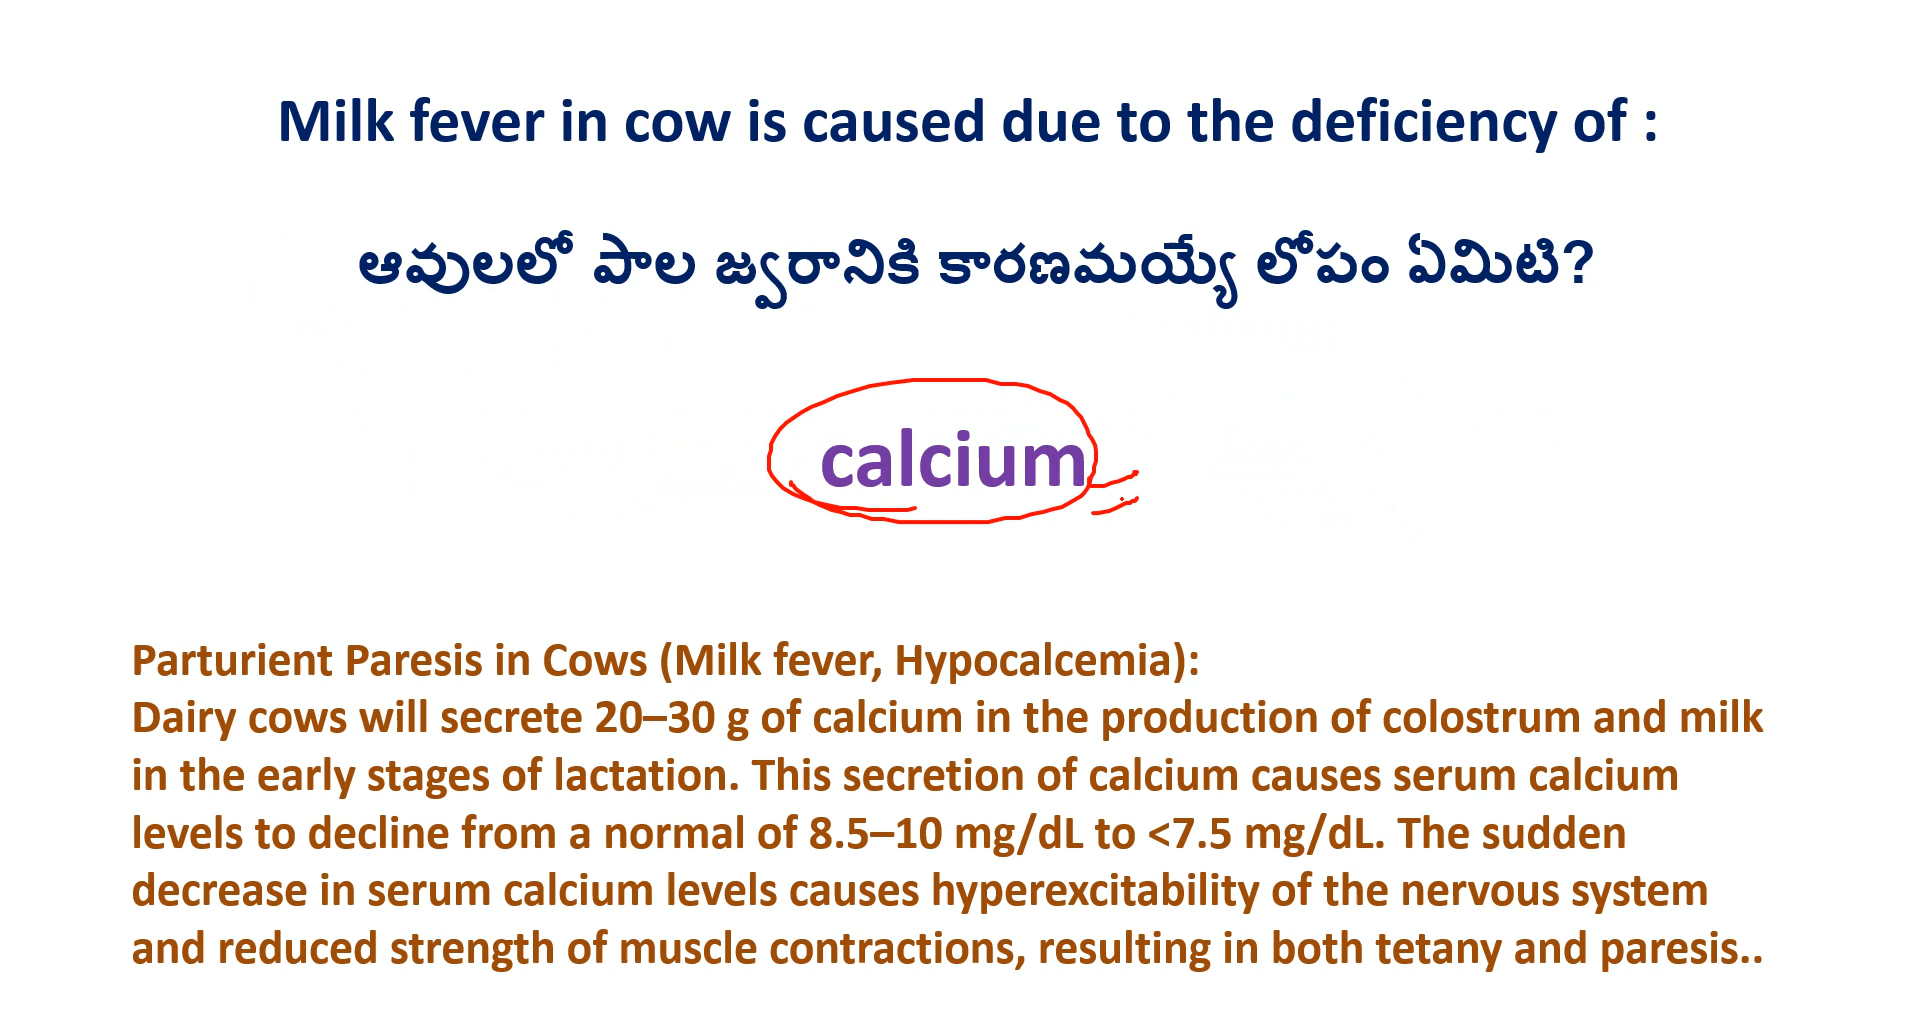 Milk fever in cow is caused due to the deficiency of :
ఆవులలో పాల జ్వరానికి కారణమయ్యే లోపం ఏమిటి?
calcium
Parturient Paresis in Cows (Milk fever, Hypocalcemia):
Dairy cows will secrete 20–30 g of calcium in the production of colostrum and milk
in the early stages of lactation. This secretion of calcium causes serum calcium
levels to decline from a normal of 8.5–10 mg/dL to <7.5 mg/dL. The sudden
decrease in serum calcium levels causes hyperexcitability of the nervous system
and reduced strength of muscle contractions, resulting in both tetany and paresis..